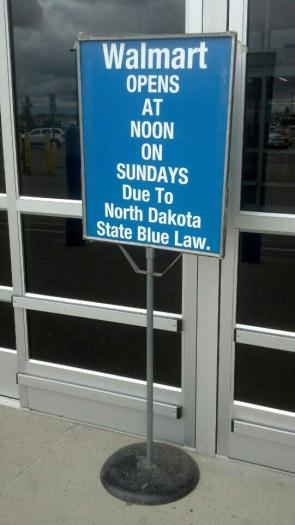 Walmart
OPENS
AT
NOON
ON
SUNDAYS
Due To
North Dakota
State Blue Law.